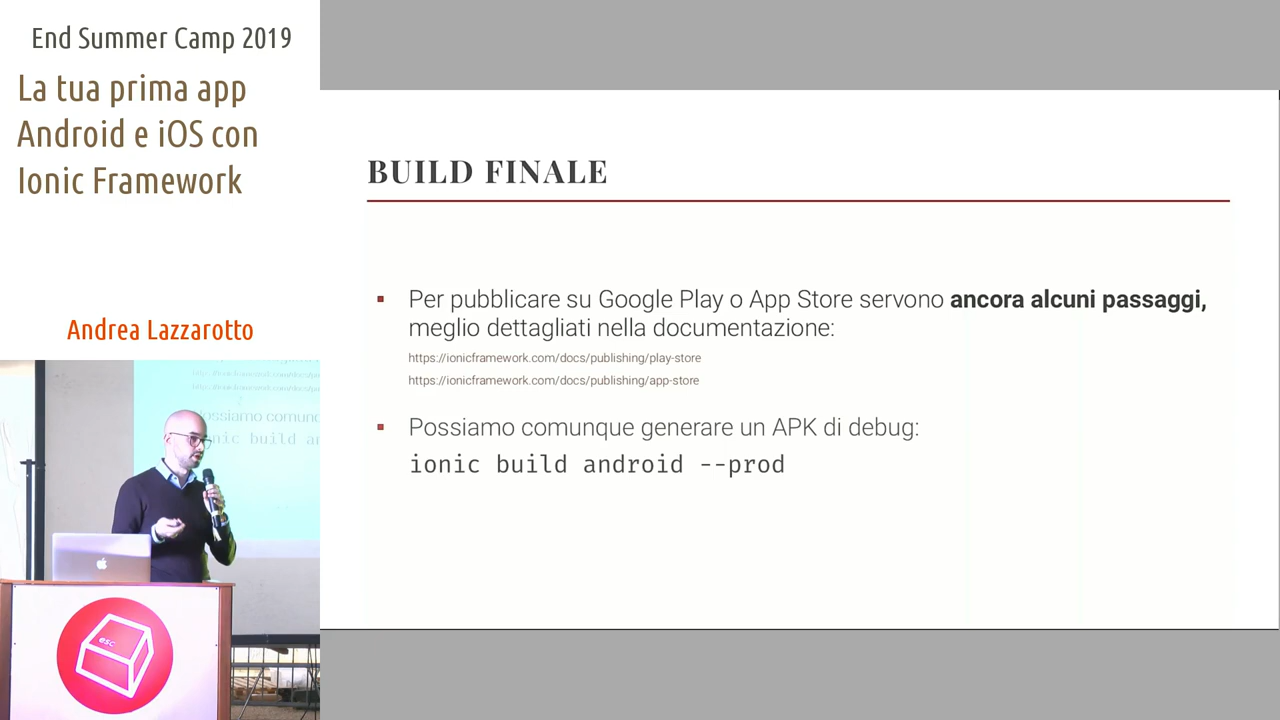 End Summer Camp 2019
La tua prima app
Android e iOS con
Ionic Framework
Andrea Lazzarotto
BUILD FINALE
Per pubblicare su Google Play o App Store servono ancora alcuni passaggi,
meglio dettagliati nella documentazione:
https://ionicframework.com/docs/publishing/play-store
https://ionicframework.com/docs/publishing/app-store
Possiamo comunque generare un APK di debug:
ionic build android --prod
esc